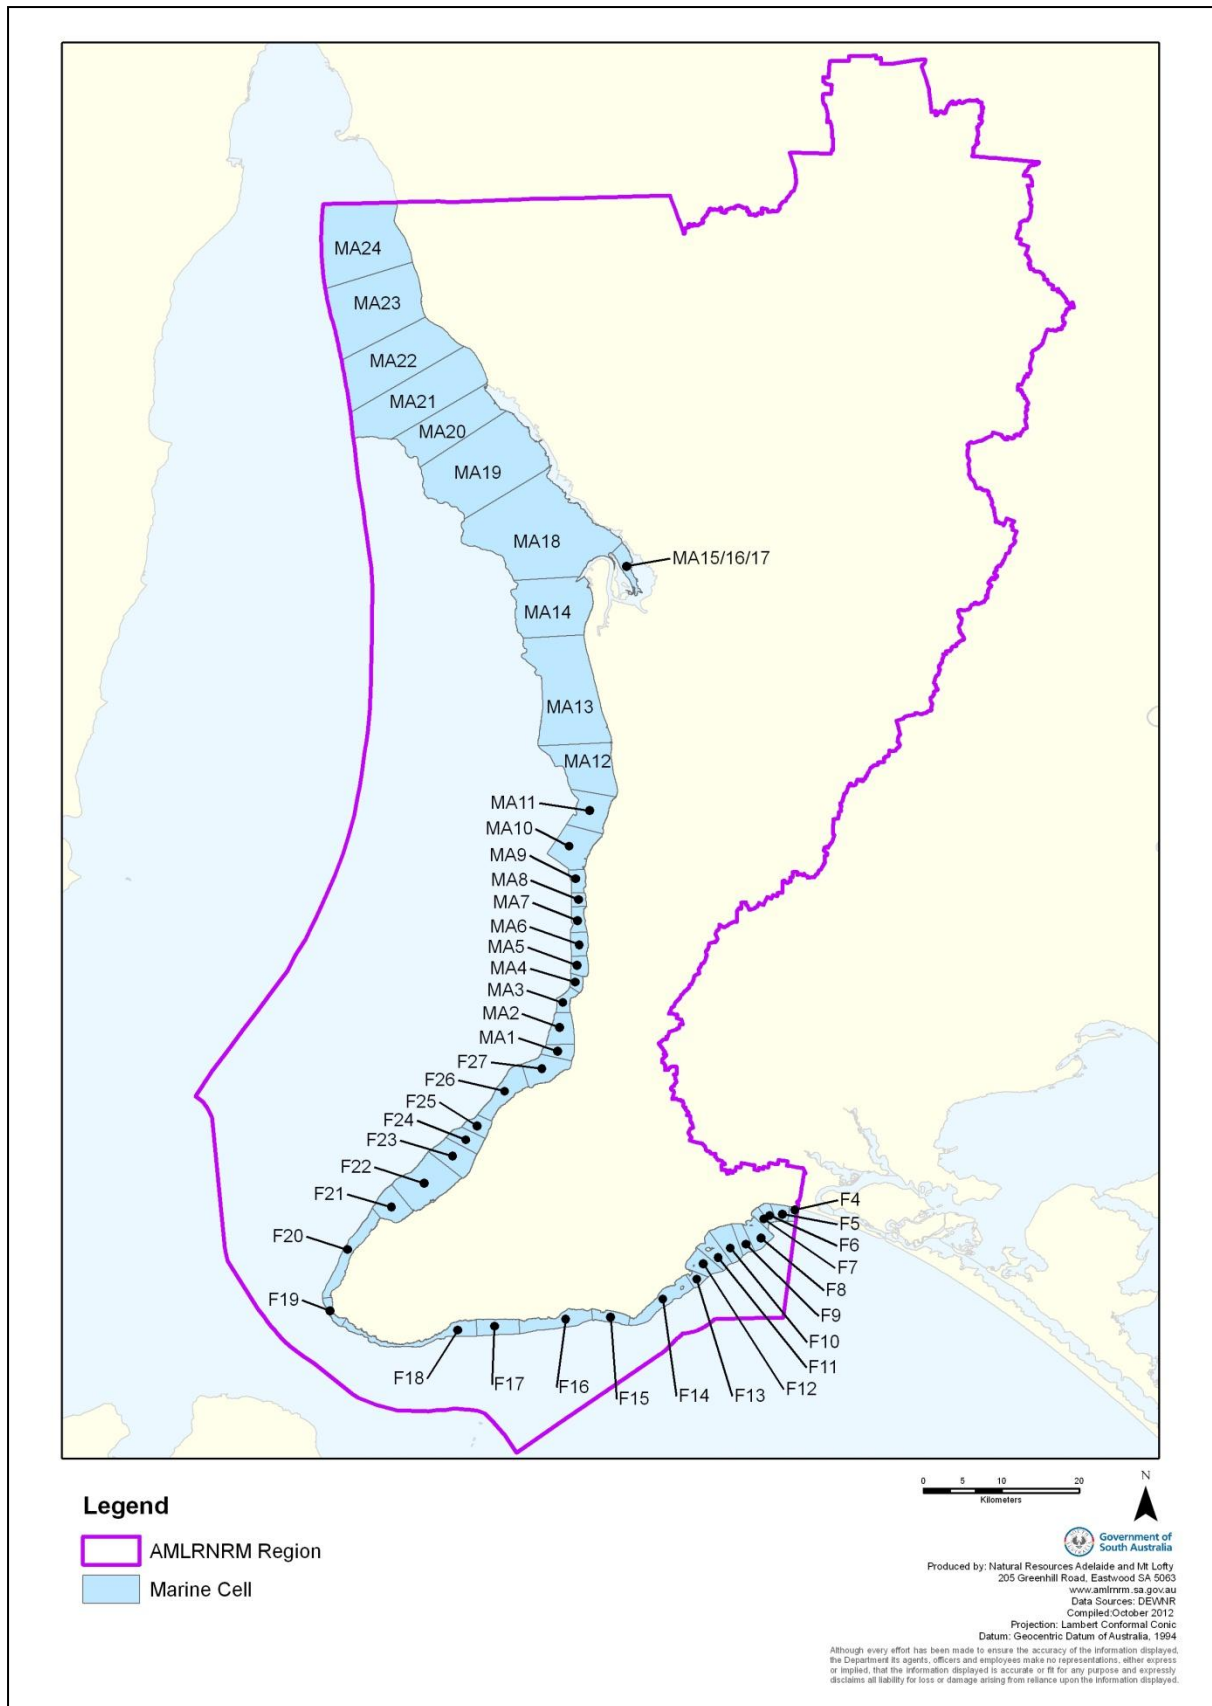 MA24
MA23
MA22
MA21
MA20
MA19
MA18
MA15/16/17
MA14
MA13
MA12
MA11
MA10
MA9
MA8
MA7
MA6
MA5
MA4
MA3
MA2
MA1
F27
F26
F25
F24
F23
F22
F21
F20
F19
F18
F17
F16
F15
F14
F13
F12
F11
F10
F9
F8
F7
F6
F5
F4
Legend
AMLRNRM Region
Marine Cell
0 5 10 20
Kilometers
N
Government of
South Australia
Produced by: Natural Resources Adelaide and Mt Lofty
205 Greenhill Road, Eastwood SA 5063
www.amlrnrm.sa.gov.au
Data Sources: DEWNR
Compiled:October 2012
Projection: Lambert Conformal Conic
Datum: Geocentric Datum of Australia, 1994
Although every effort has been made to ensure the accuracy of the information displayed,
the Department its agents, officers and employees make no representations, either express
or implied, that the information displayed is accurate or fit for any purpose and expressly
disclaims all liability for loss or damage arising from reliance upon the information displayed.